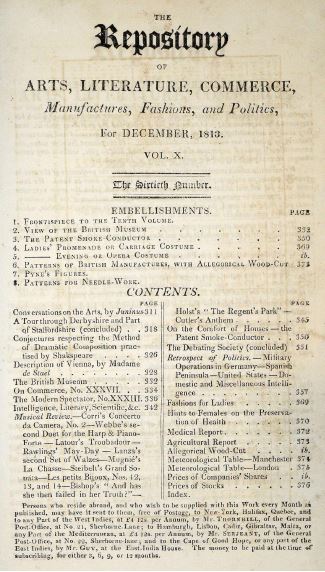 THE
Repository
OF
ARTS, LITERATURE, COMMERCE,
Manufactures, Fashions, and Politics,
For DECEMBER, 1813.
VOL. X.
The Sixtieth Number.
EMBELLISHMENTS.
PAGE
1. Frontispiece to the Tenth Volume.
2. View of the British Museum 332
3. The Patent Smoke-Conductor 350
4. Ladies' Promenade or Carriage Costume 369
5. —— Evening or Opera Costume ib.
6. Patterns of British Manufactures, with Allegorical Wood-Cut 373
7. Pyne's Figures.
8. Patterns for Needle-Work.
CONTENTS.
PAGE
Conversations on the Arts, by Juninus 311
A Tour through Derbyshire and Part
of Staffordshire (concluded) 318
Conjectures respecting the Method
of Dramatic Composition practised by Shakspeare 326
Description of Vienna, by Madame
de Stael 328
The British Museum 332
On Commerce, No. XXXVII. 334
The Modern Spectator, No. XXXIII. 336
Intelligence, Literary, Scientific, &c. 342
Musical Review.—Corri's Concerto
da Camera, No. 2—Webbe's second Duet for the Harp & Piano-
Forte — Latour's Troubadour —
Rawlings' May-Day — Lanza's
second Set of Waltzes—Mugnié's
La Chasse—Steibelt's Grand Sonata—Les petits Bijoux, Nos. 12,
13, and 14—Bishop's "And has
she then failed in her Truth?"—
PAGE
Holst's "The Regent's Park"—
Cutler's Anthem 345
On the Comfort of Houses—the
Patent Smoke-Conductor 350
The Debating Society (concluded) 351
Retrospect of Politics. — Military
Operations in Germany—Spanish
Peninsula—United States — Domestic and Miscellaneous Intelligence 357
Fashions for Ladies 369
Hints to Females on the Preservation of Health 370
Medical Report 372
Agricultural Report 373
Allegorical Wood-Cut ib.
Meteorological Table—Manchester 374
Meteorological Table—London 375
Prices of Companies' Shares ib.
Prices of Stocks 376
Index.
Persons who reside abroad, and who wish to be supplied with this Work every Month as
published, may have it sent to them, free of Postage, to New-York, Halifax, Quebec, and
to any Part of the West Indies, at £4 12s. per Annum, by Mr. Thornhill, of the General
Post-Office, at No. 21, Sherborne-Lane; to Hamburgh, Lisbon, Cadiz, Gibraltar, Malta, or
any Part of the Mediterranean, at £4 12s. per Annum, by Mr. Serjeant, of the General
Post-Office, at No. 22, Sherborne-lane; and to the Cape of Good Hope, or any part of the
East Indies, by Mr. Guy, at the East-India House. The money to be paid at the time of
subscribing, for either 3, 6, 9, or 12 months.